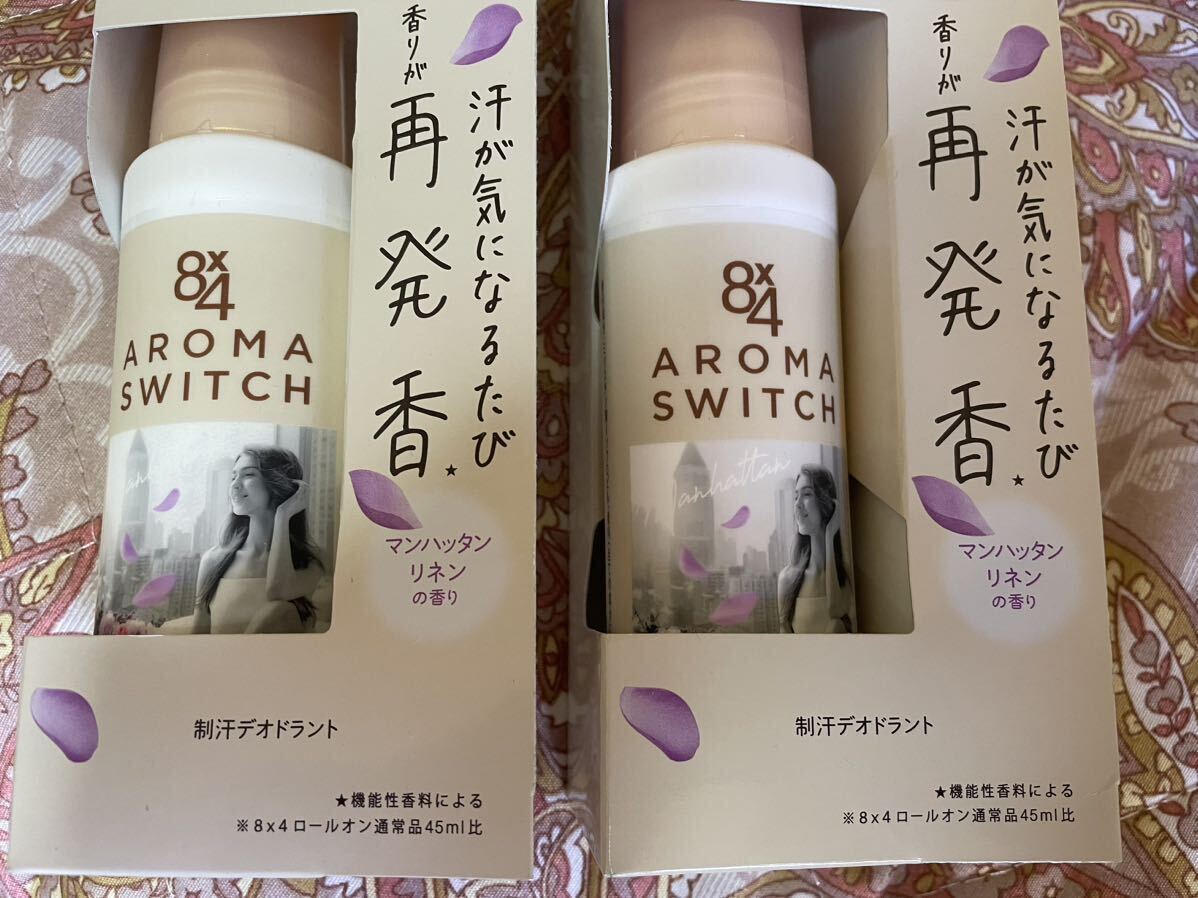 汗が気になるたび
香りが
再発香★
8x4
AROMA
SWITCH
マンハッタン
リネン
の香り
制汗デオドラント
★機能性香料による
※8x4ロールオン通常品45ml比
汗が気になるたび
香りが
再発香★
8x4
AROMA
SWITCH
anhattan
マンハッタン
リネン
の香り
制汗デオドラント
★機能性香料による
※8x4ロールオン通常品45ml比